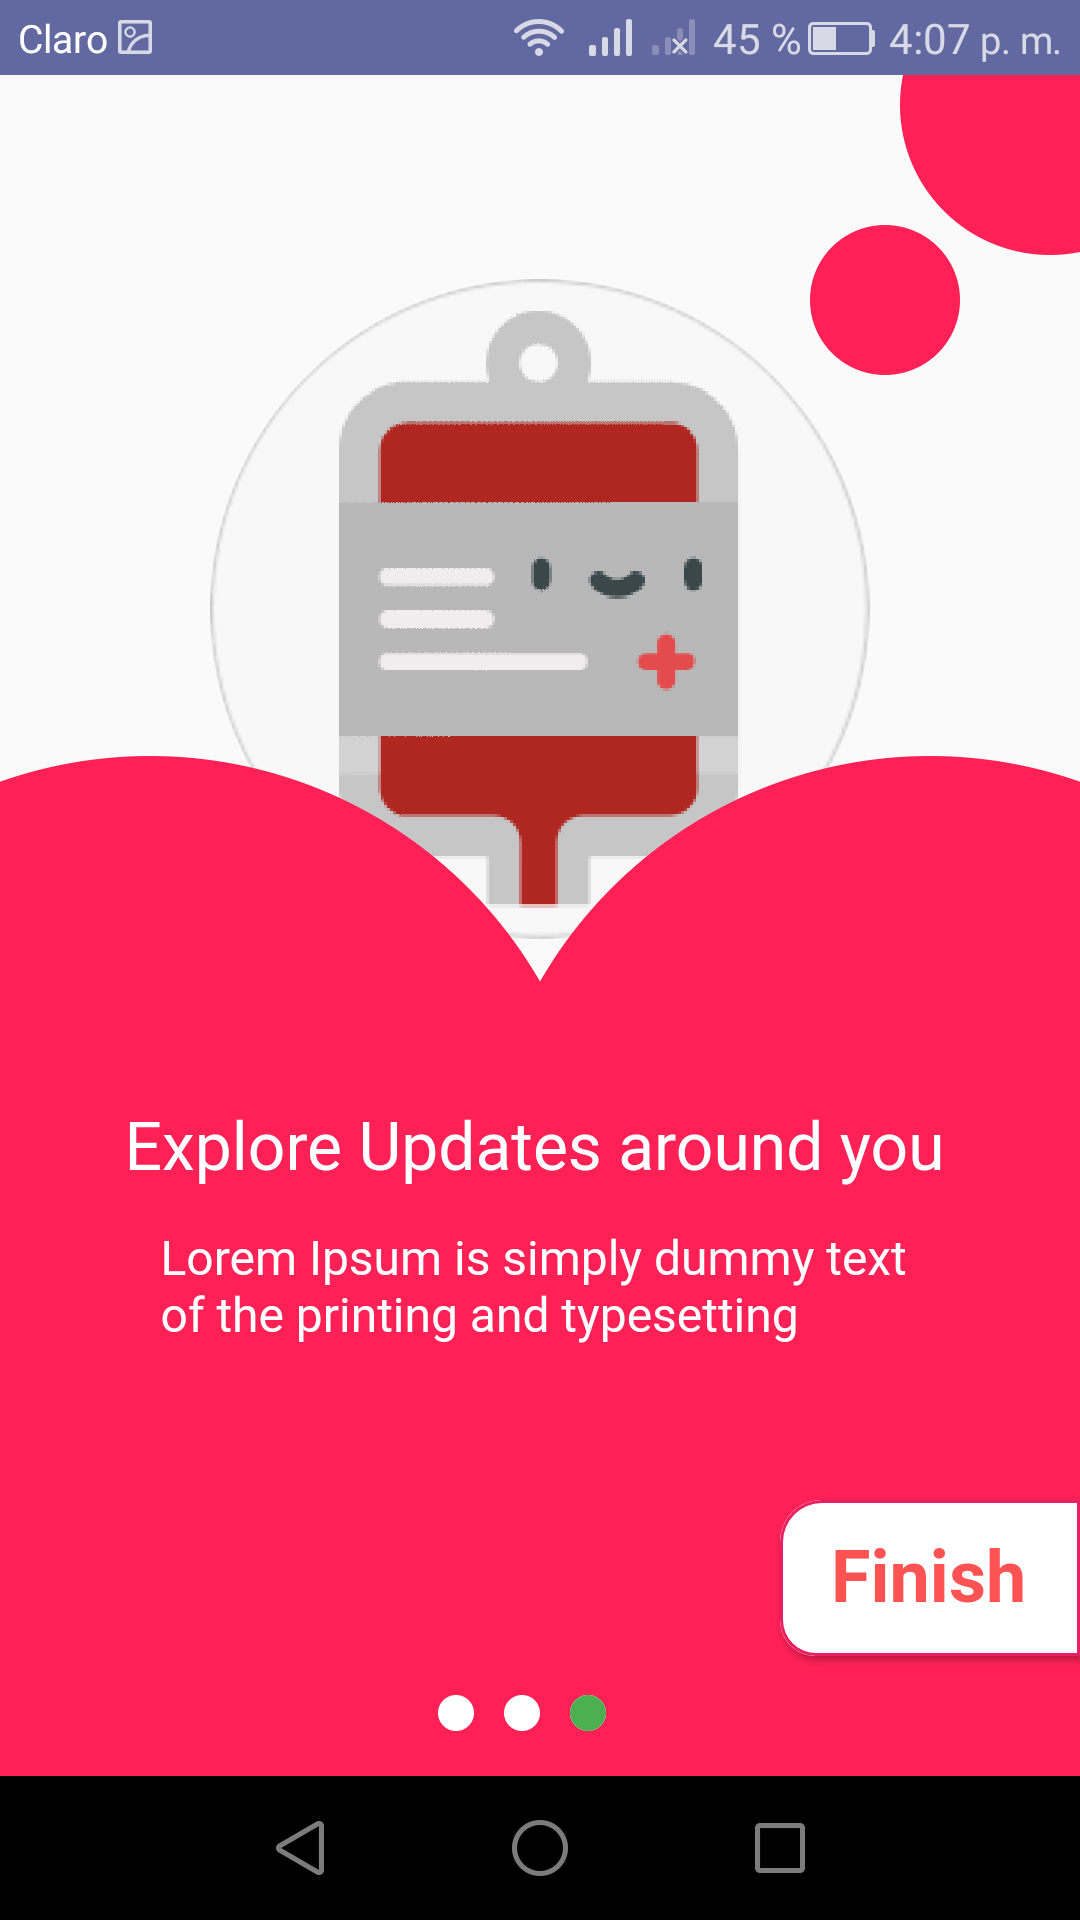 Claro 45 % 4:07 p. m.
Explore Updates around you
Lorem Ipsum is simply dummy text
of the printing and typesetting
Finish